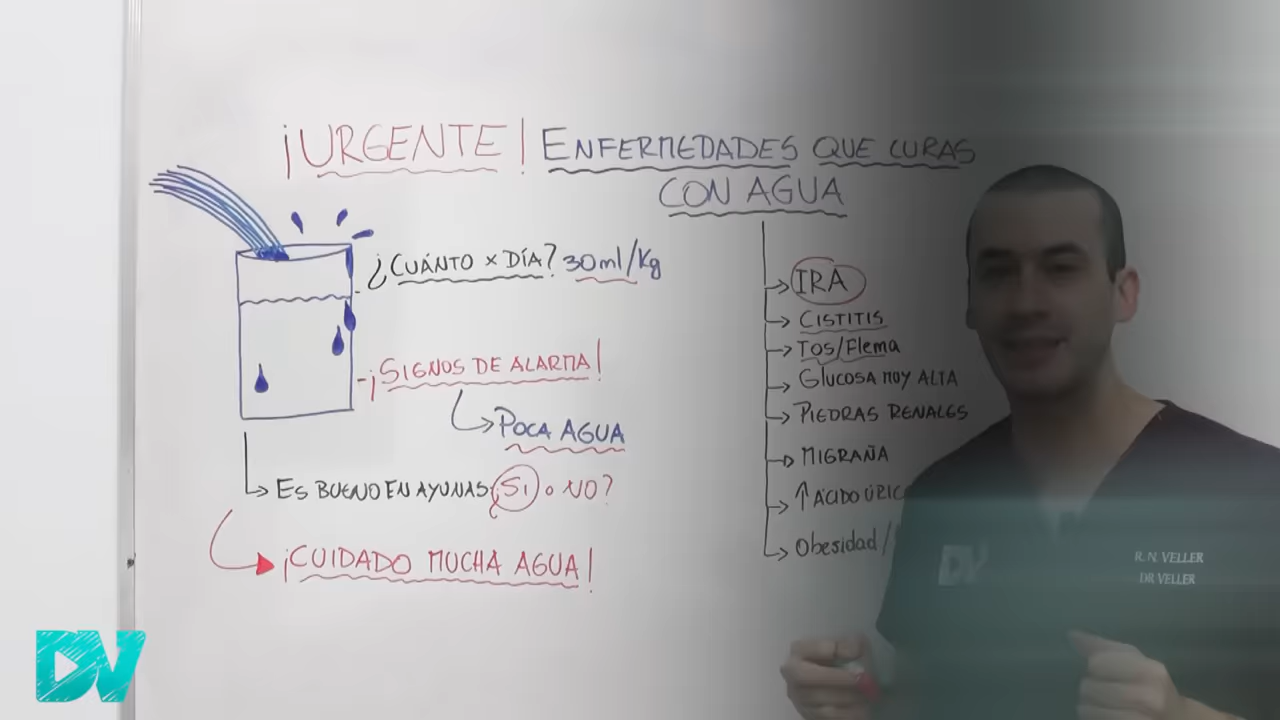 ¡URGENTE! ENFERMEDADES QUE CURAS
CON AGUA
¿CUÁNTO x DÍA? 30ml/Kg
¡SIGNOS DE ALARMA!
POCA AGUA
ES BUENO EN AYUNAS ¿SI o NO?
¡CUIDADO MUCHA AGUA!
IRA
CISTITIS
TOS/Flema
GLUCOSA MUY ALTA
PIEDRAS RENALES
MIGRAÑA
↑ ÁCIDO ÚRIC
Obesidad/
DV
R. N. VELLER
DR VELLER
DV